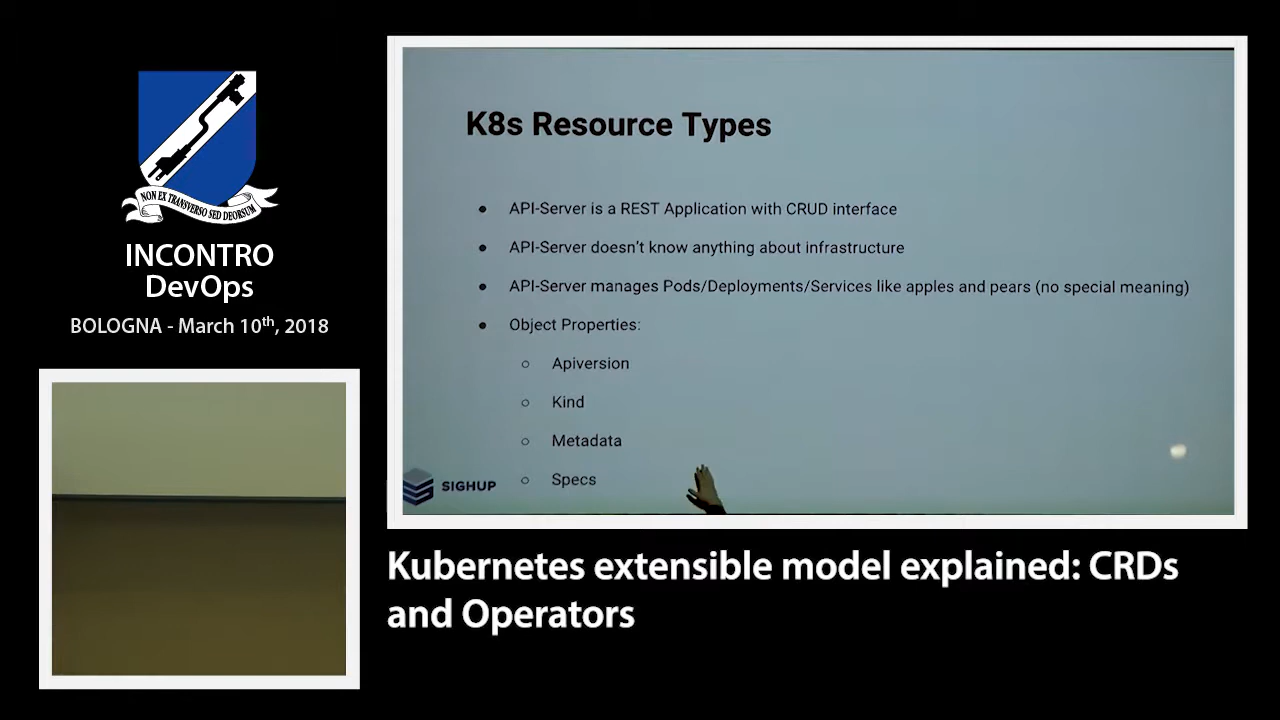 NON EX TRANSVERSO SED DEORSUM
INCONTRO
DevOps
BOLOGNA - March 10th, 2018
K8s Resource Types
API-Server is a REST Application with CRUD interface
API-Server doesn't know anything about infrastructure
API-Server manages Pods/Deployments/Services like apples and pears (no special meaning)
Object Properties:
Apiversion
Kind
Metadata
Specs
SIGHUP
Kubernetes extensible model explained: CRDs
and Operators